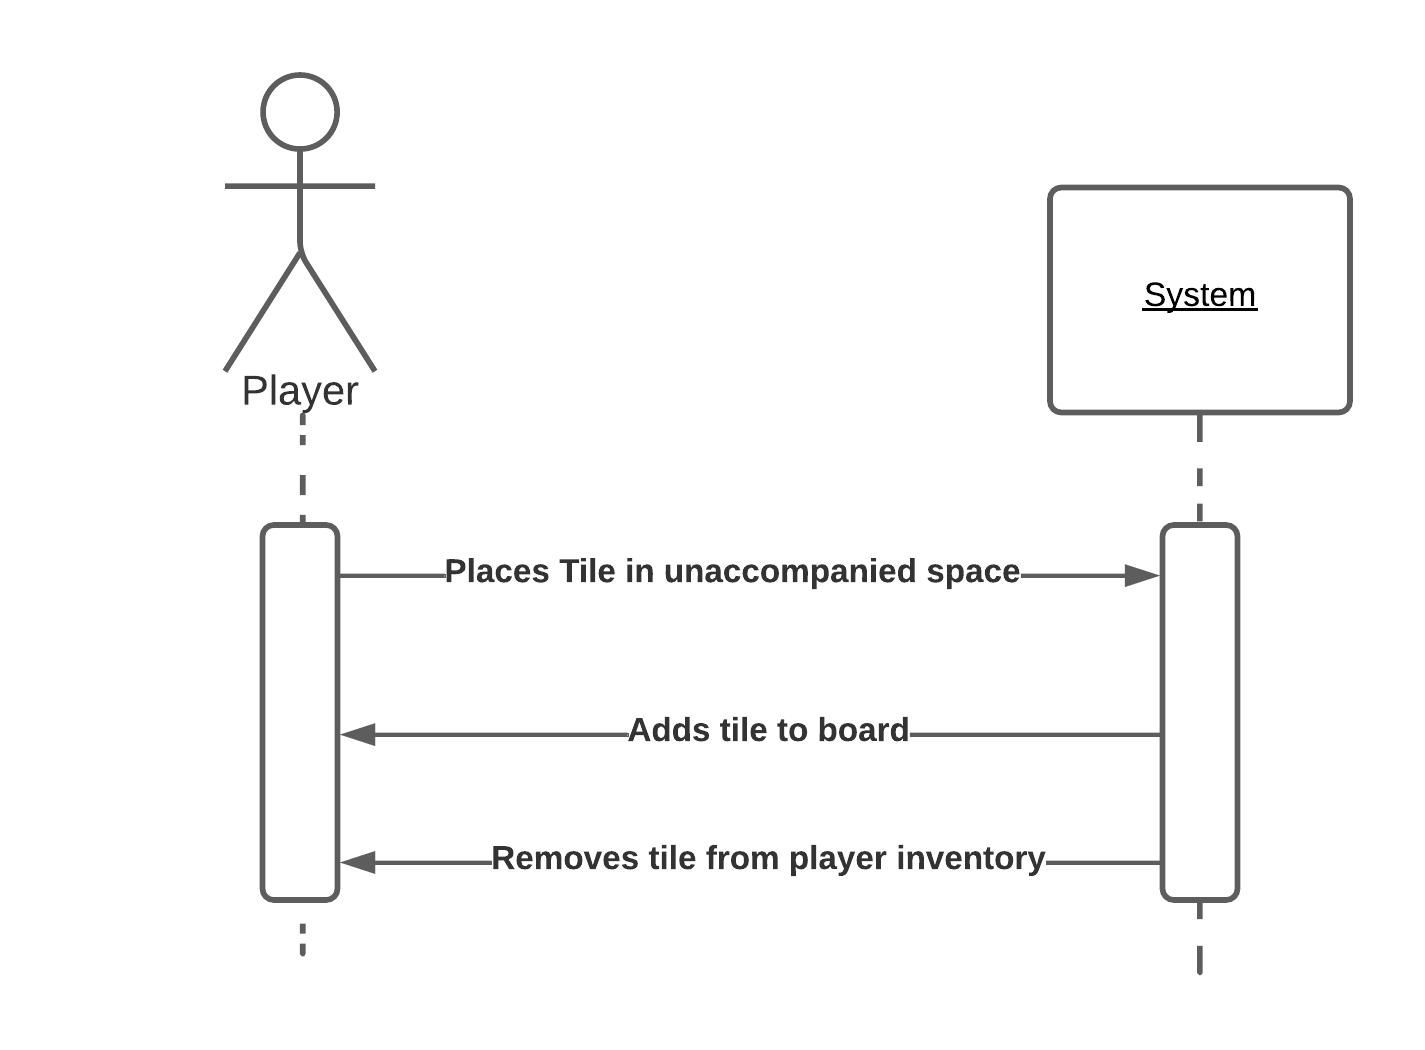 System
Player
Places Tile in unaccompanied space
Adds tile to board
Removes tile from player inventory